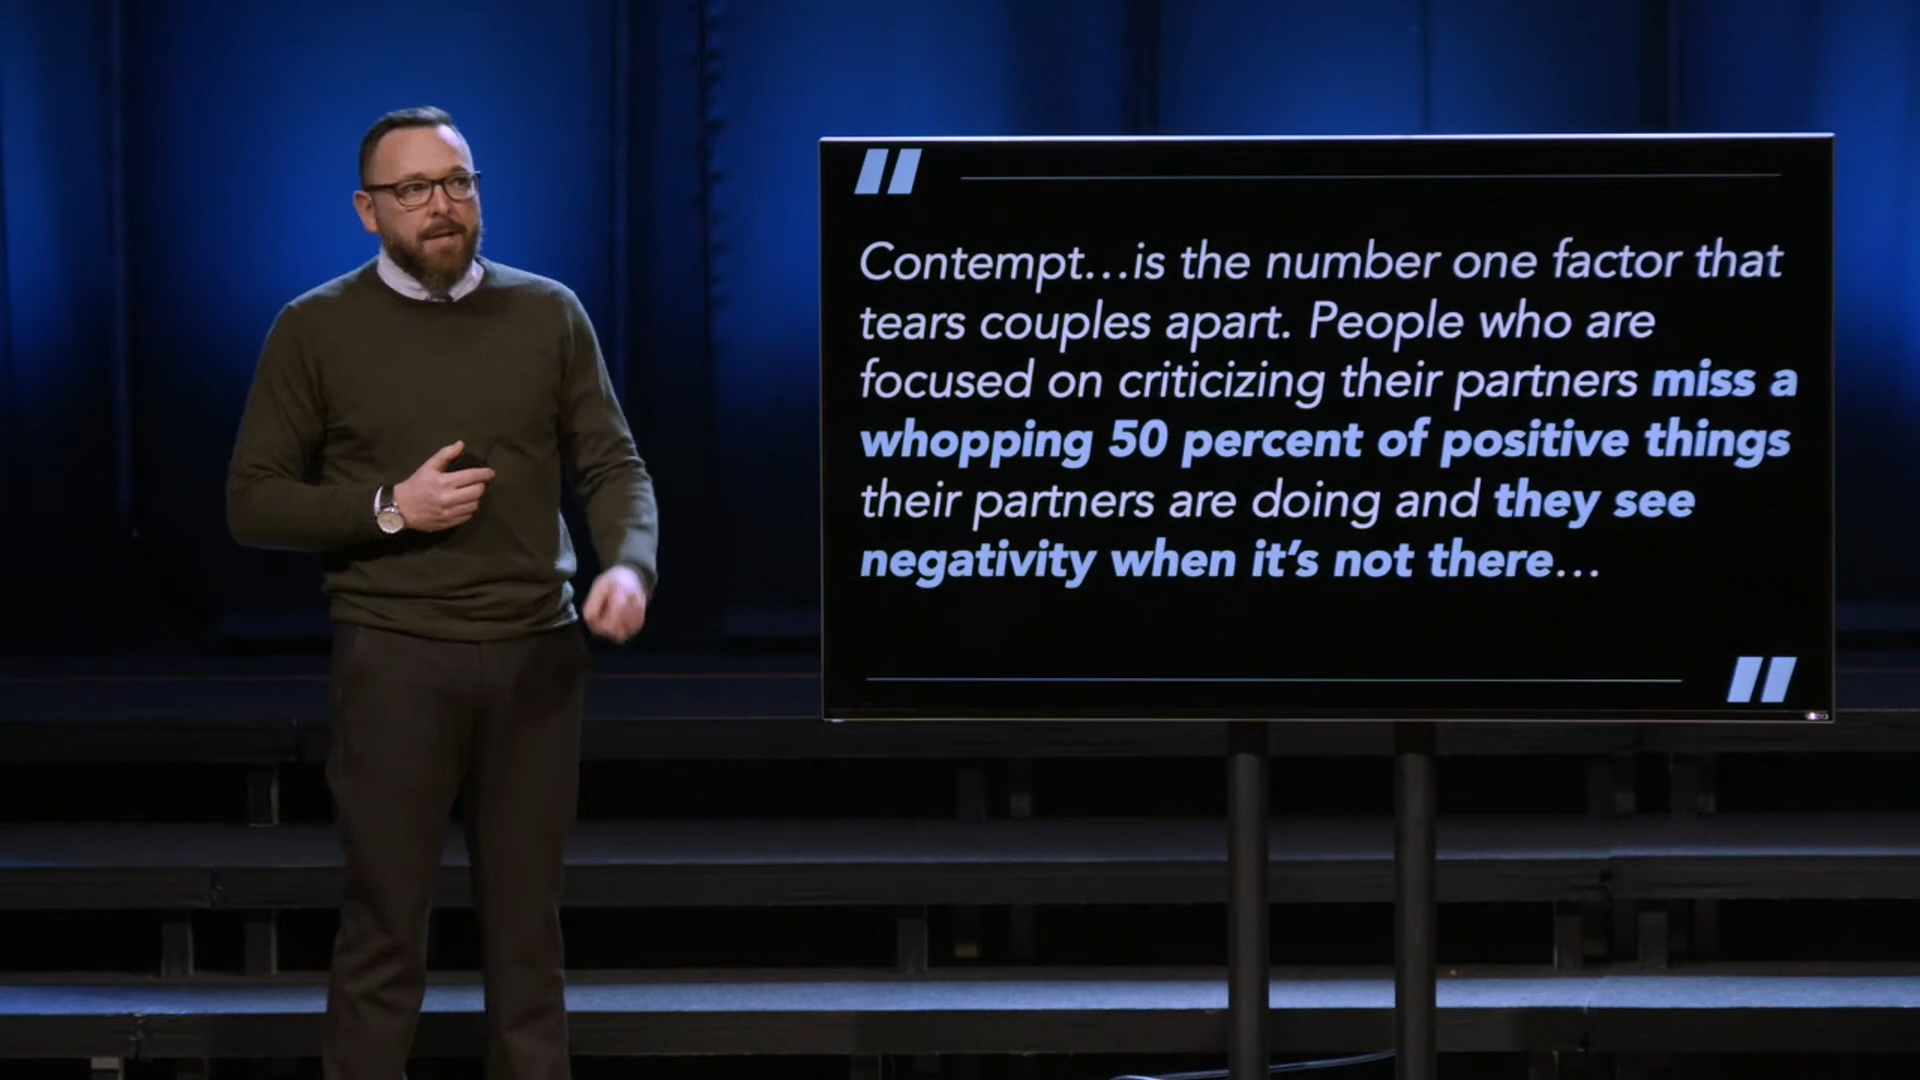 "
Contempt...is the number one factor that
tears couples apart. People who are
focused on criticizing their partners miss a
whopping 50 percent of positive things
their partners are doing and they see
negativity when it's not there...
"